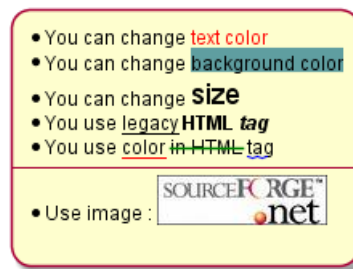 • You can change text color
• You can change background color
• You can change size
• You use legacy HTML tag
• You use color in HTML tag
• Use image : SOURCEFORGE™
.net